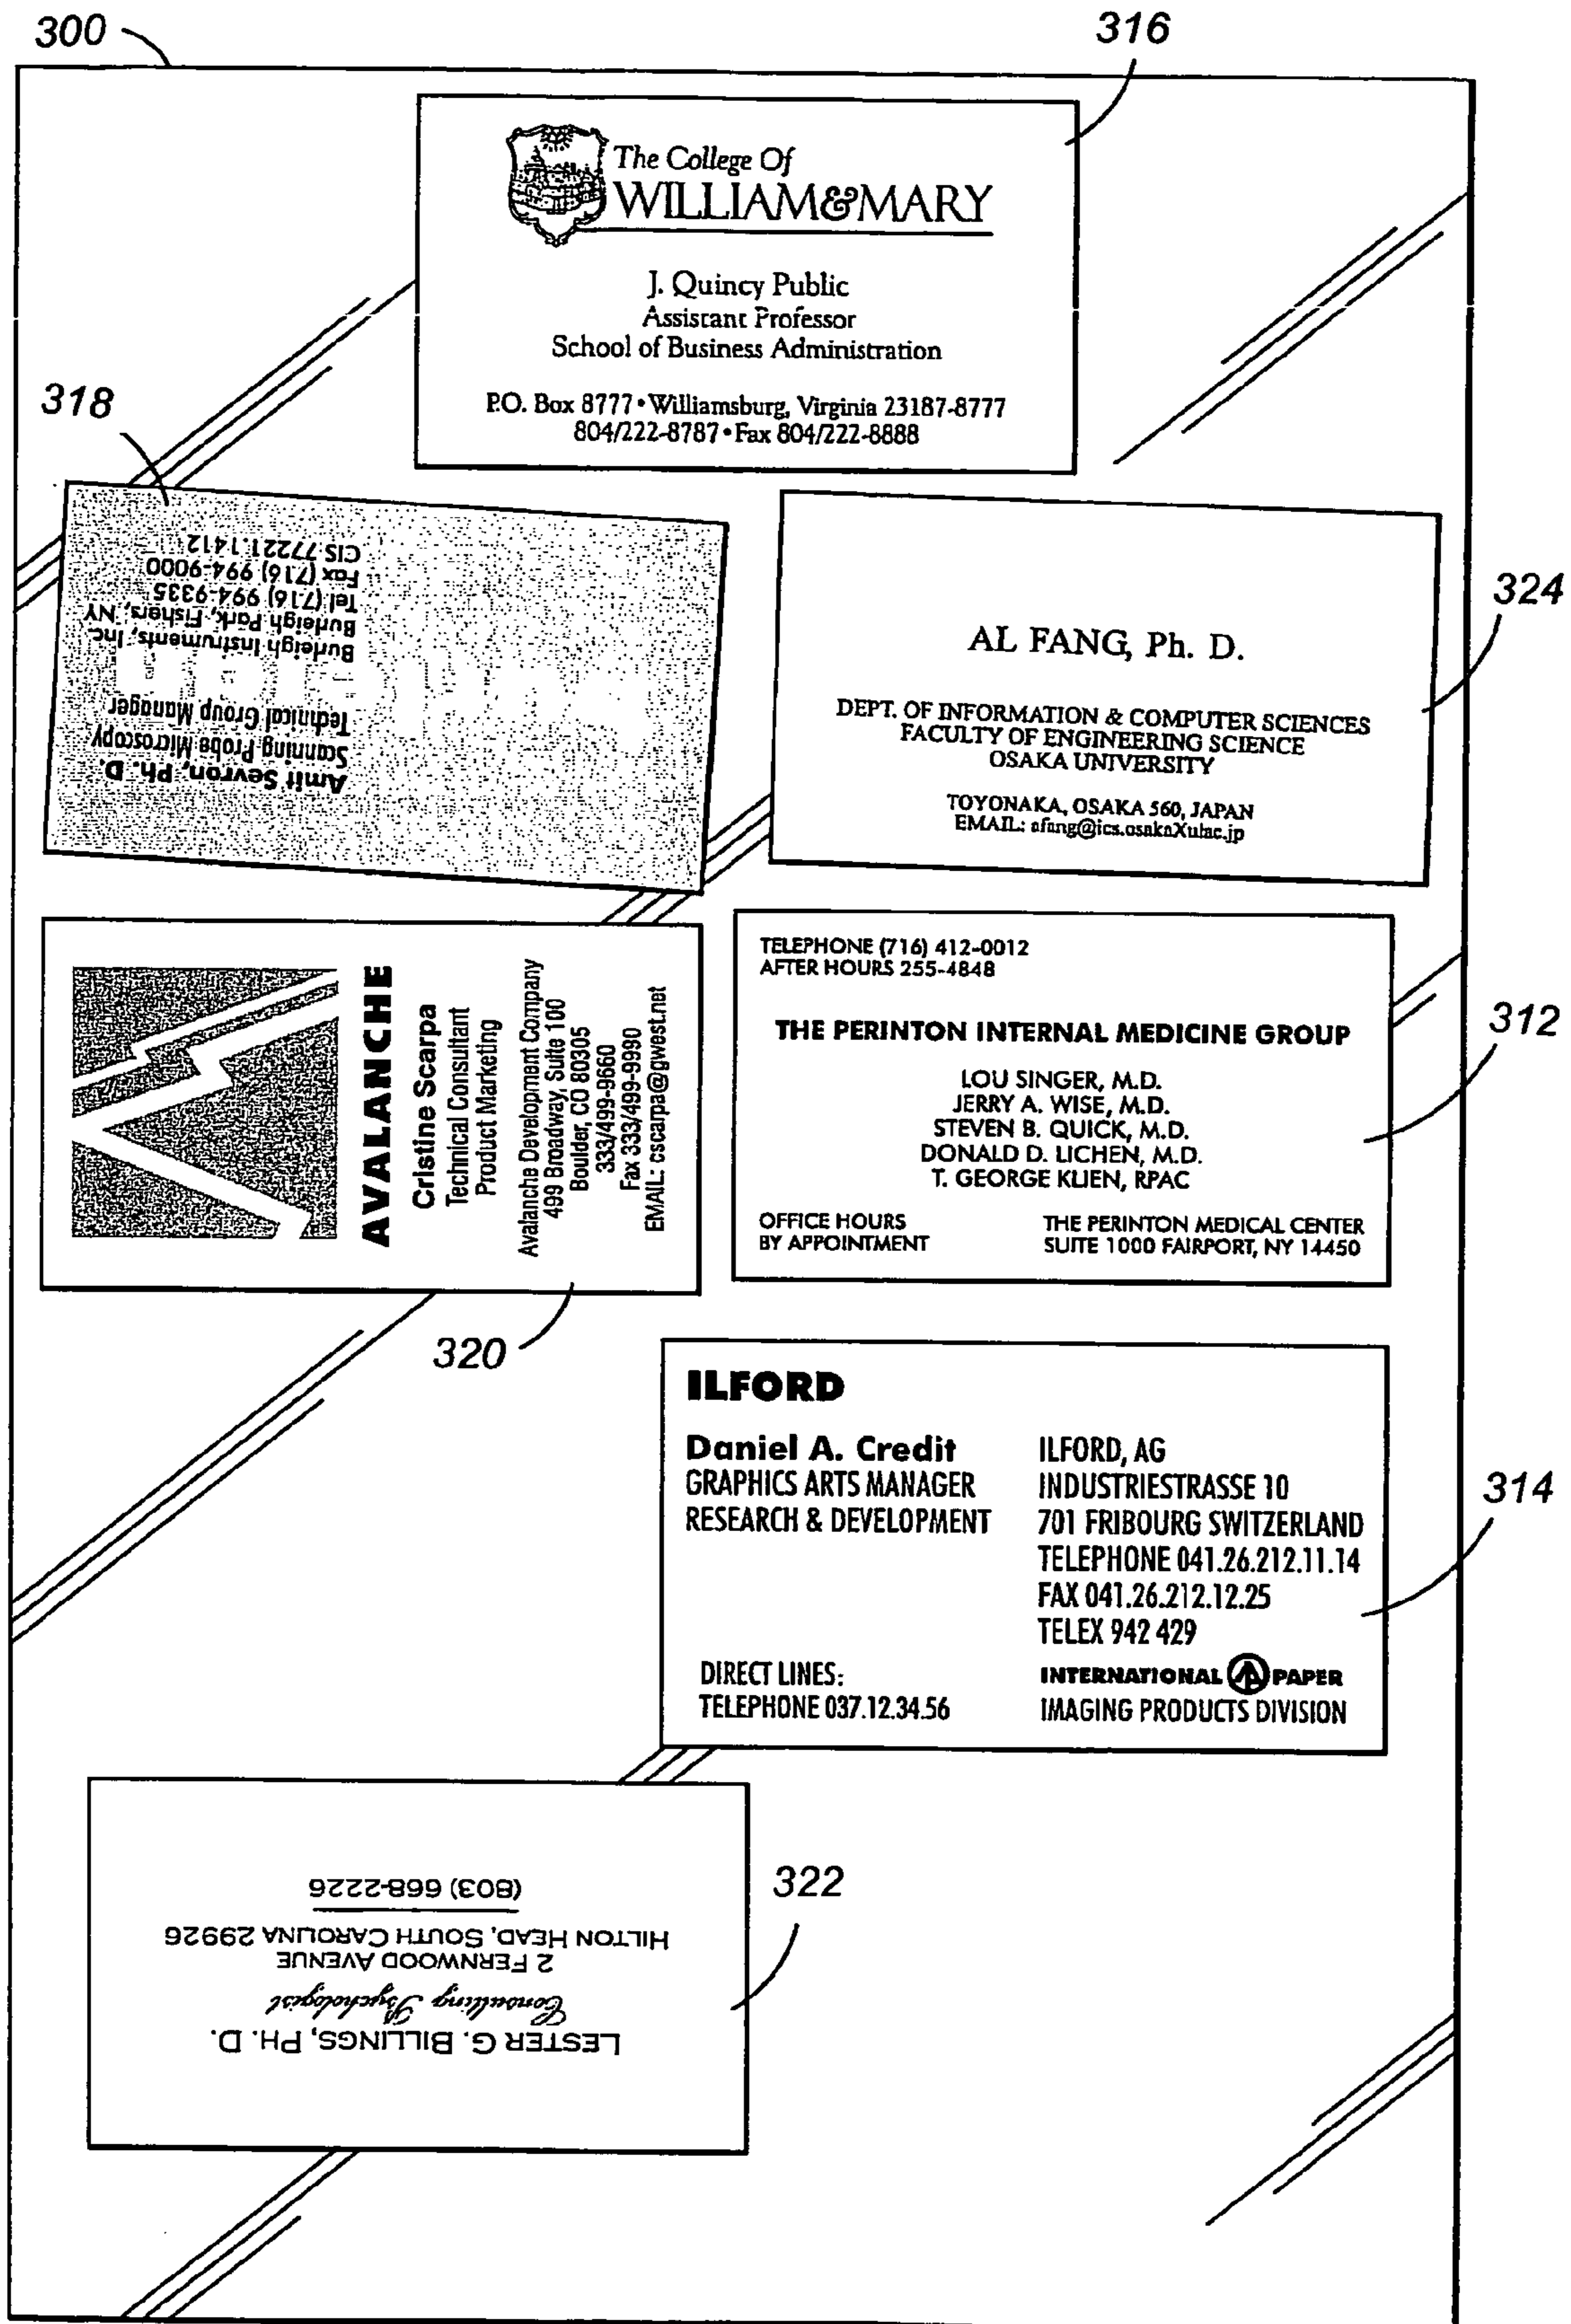 300
316
The College Of
WILLIAM&MARY
J. Quincy Public
Assistant Professor
School of Business Administration
P.O. Box 8777 • Williamsburg, Virginia 23187-8777
804/222-8787 • Fax 804/222-8888
318
Amit Sevron, Ph. D.
Scanning Probe Microscopy
Technical Group Manager
Burleigh Instruments, Inc.
Burleigh Park, Fishers, NY
Tel (716) 994-9335
Fax (716) 994-9000
CIS 77221.1412
324
AL FANG, Ph. D.
DEPT. OF INFORMATION & COMPUTER SCIENCES
FACULTY OF ENGINEERING SCIENCE
OSAKA UNIVERSITY
TOYONAKA, OSAKA 560, JAPAN
EMAIL: afang@ics.osakaXulac.jp
AVALANCHE
Cristine Scarpa
Technical Consultant
Product Marketing
Avalanche Development Company
499 Broadway, Suite 100
Boulder, CO 80305
333/499-9660
Fax 333/499-9990
EMAIL: cscarpa@gwest.net
320
TELEPHONE (716) 412-0012
AFTER HOURS 255-4848
THE PERINTON INTERNAL MEDICINE GROUP
LOU SINGER, M.D.
JERRY A. WISE, M.D.
STEVEN B. QUICK, M.D.
DONALD D. LICHEN, M.D.
T. GEORGE KLIEN, RPAC
OFFICE HOURS
BY APPOINTMENT
THE PERINTON MEDICAL CENTER
SUITE 1000 FAIRPORT, NY 14450
312
ILFORD
Daniel A. Credit
GRAPHICS ARTS MANAGER
RESEARCH & DEVELOPMENT
DIRECT LINES:
TELEPHONE 037.12.34.56
ILFORD, AG
INDUSTRIESTRASSE 10
701 FRIBOURG SWITZERLAND
TELEPHONE 041.26.212.11.14
FAX 041.26.212.12.25
TELEX 942 429
INTERNATIONAL PAPER
IMAGING PRODUCTS DIVISION
314
LESTER G. BILLINGS, PH. D.
Consulting Psychologist
2 FERNWOOD AVENUE
HILTON HEAD, SOUTH CAROLINA 29926
(803) 668-2226
322